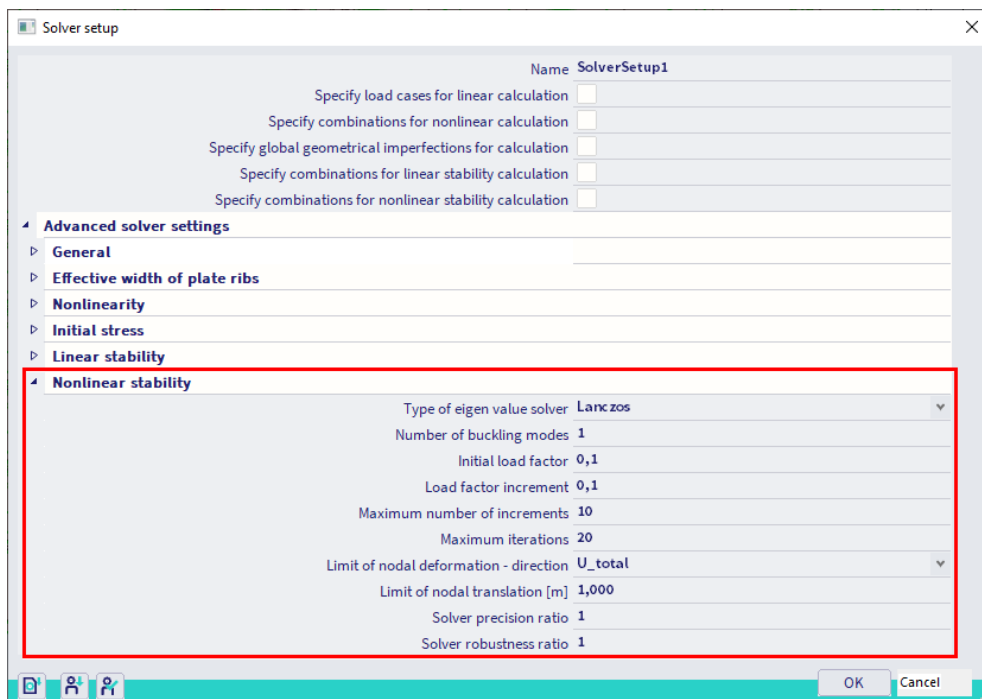 Solver setup
Name SolverSetup1
Specify load cases for linear calculation
Specify combinations for nonlinear calculation
Specify global geometrical imperfections for calculation
Specify combinations for linear stability calculation
Specify combinations for nonlinear stability calculation
Advanced solver settings
General
Effective width of plate ribs
Nonlinearity
Initial stress
Linear stability
Nonlinear stability
Type of eigen value solver Lanczos
Number of buckling modes 1
Initial load factor 0,1
Load factor increment 0,1
Maximum number of increments 10
Maximum iterations 20
Limit of nodal deformation - direction U_total
Limit of nodal translation [m] 1,000
Solver precision ratio 1
Solver robustness ratio 1
OK Cancel